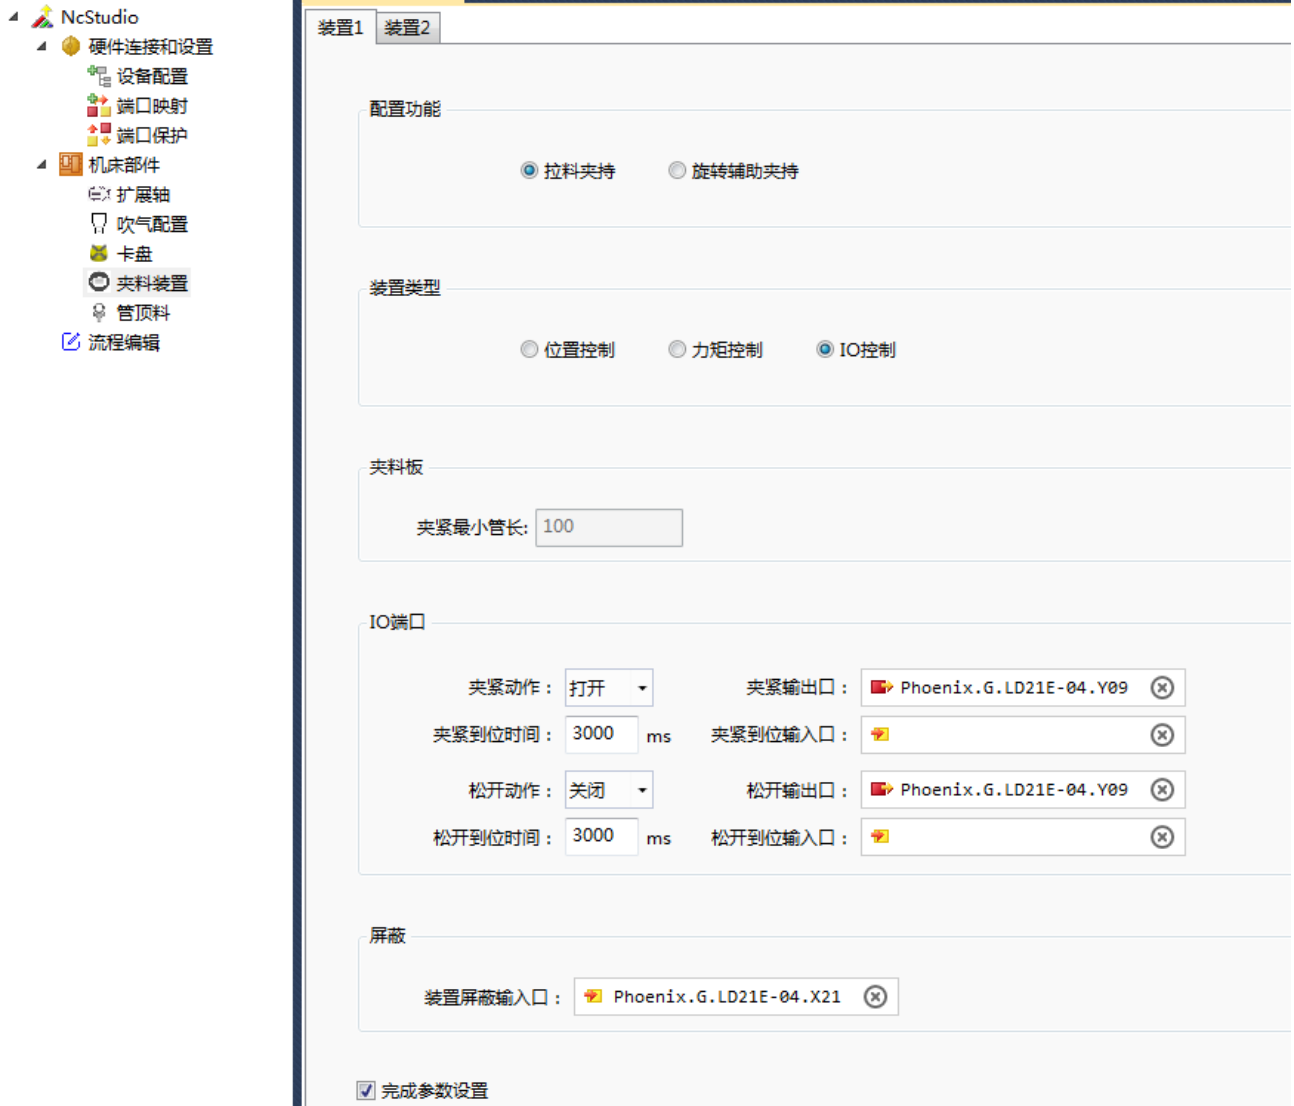 NcStudio
硬件连接和设置
设备配置
端口映射
端口保护
机床部件
扩展轴
吹气配置
卡盘
夹料装置
管顶料
流程编辑
装置1 装置2
配置功能
拉料夹持 旋转辅助夹持
装置类型
位置控制 力矩控制 IO控制
夹料板
夹紧最小管长: 100
IO端口
夹紧动作： 打开 夹紧输出口： Phoenix.G.LD21E-04.Y09
夹紧到位时间： 3000 ms 夹紧到位输入口：
松开动作： 关闭 松开输出口： Phoenix.G.LD21E-04.Y09
松开到位时间： 3000 ms 松开到位输入口：
屏蔽
装置屏蔽输入口： Phoenix.G.LD21E-04.X21
完成参数设置